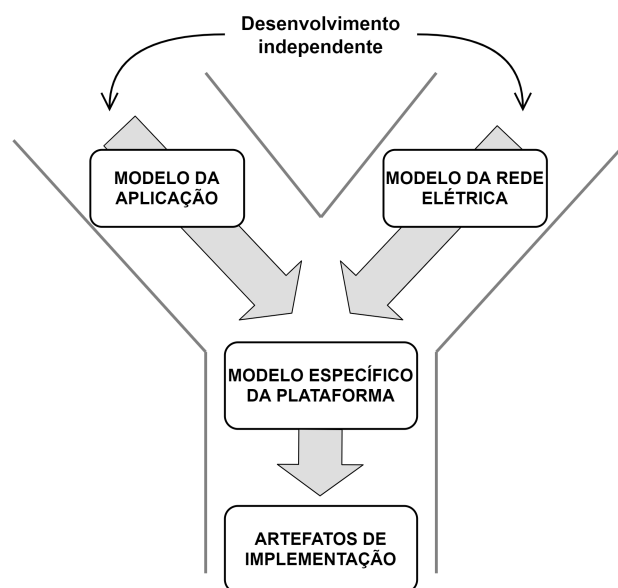 Desenvolvimento
independente
MODELO DA
APLICAÇÃO
MODELO DA REDE
ELÉTRICA
MODELO ESPECÍFICO
DA PLATAFORMA
ARTEFATOS DE
IMPLEMENTAÇÃO